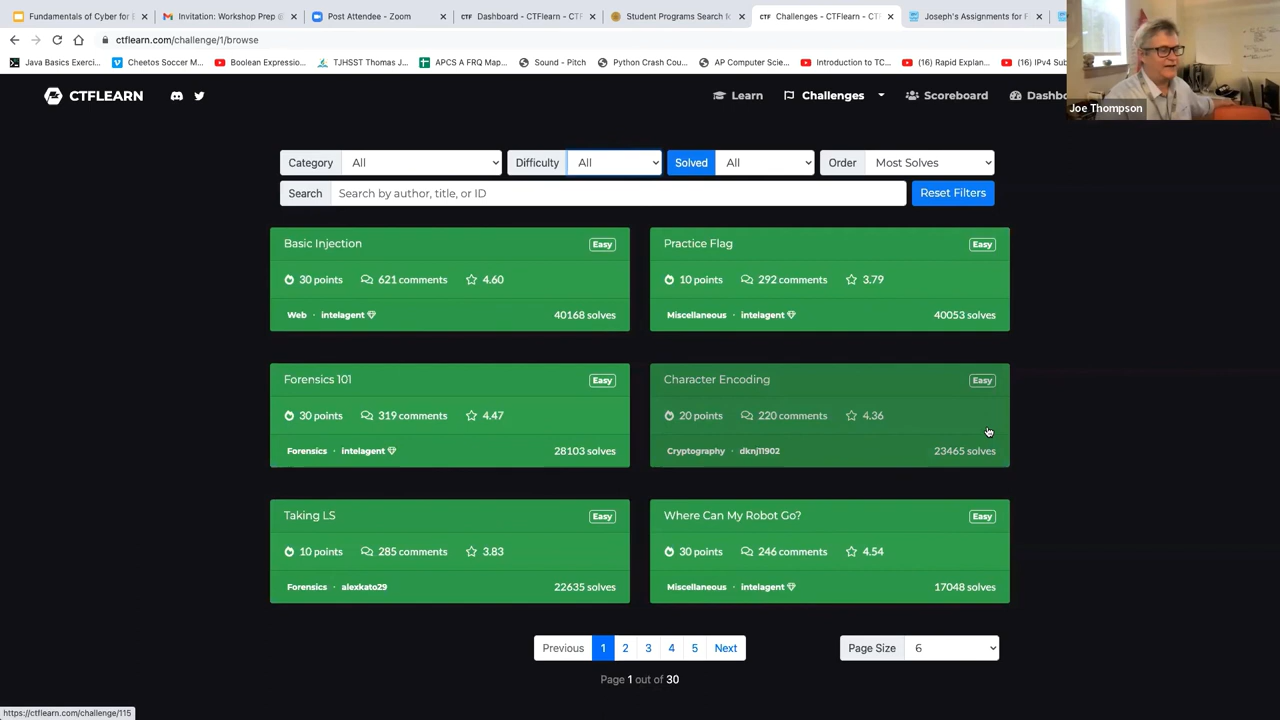 Fundamentals of Cyber for E
Invitation: Workshop Prep @
Post Attendee - Zoom
Dashboard - CTFlearn - CTF
Student Programs Search fo
Challenges - CTFlearn - CTF
Joseph's Assignments for F
ctflearn.com/challenge/1/browse
Java Basics Exerci...
Cheetos Soccer M...
Boolean Expressio...
TJHSST Thomas J...
APCS A FRQ Map...
Sound - Pitch
Python Crash Cou...
AP Computer Scie...
Introduction to TC...
(16) Rapid Explan...
(16) IPv4 Sub
Joe Thompson
CTFLEARN
Learn
Challenges
Scoreboard
Dashbo
Category All
Difficulty All
Solved All
Order Most Solves
Search Search by author, title, or ID
Reset Filters
Basic Injection Easy
30 points 621 comments 4.60
Web · intelagent 40168 solves
Practice Flag Easy
10 points 292 comments 3.79
Miscellaneous · intelagent 40053 solves
Forensics 101 Easy
30 points 319 comments 4.47
Forensics · intelagent 28103 solves
Character Encoding Easy
20 points 220 comments 4.36
Cryptography · dknj11902 23465 solves
Taking LS Easy
10 points 285 comments 3.83
Forensics · alexkato29 22635 solves
Where Can My Robot Go? Easy
30 points 246 comments 4.54
Miscellaneous · intelagent 17048 solves
Previous 1 2 3 4 5 Next
Page Size 6
Page 1 out of 30
https://ctflearn.com/challenge/115